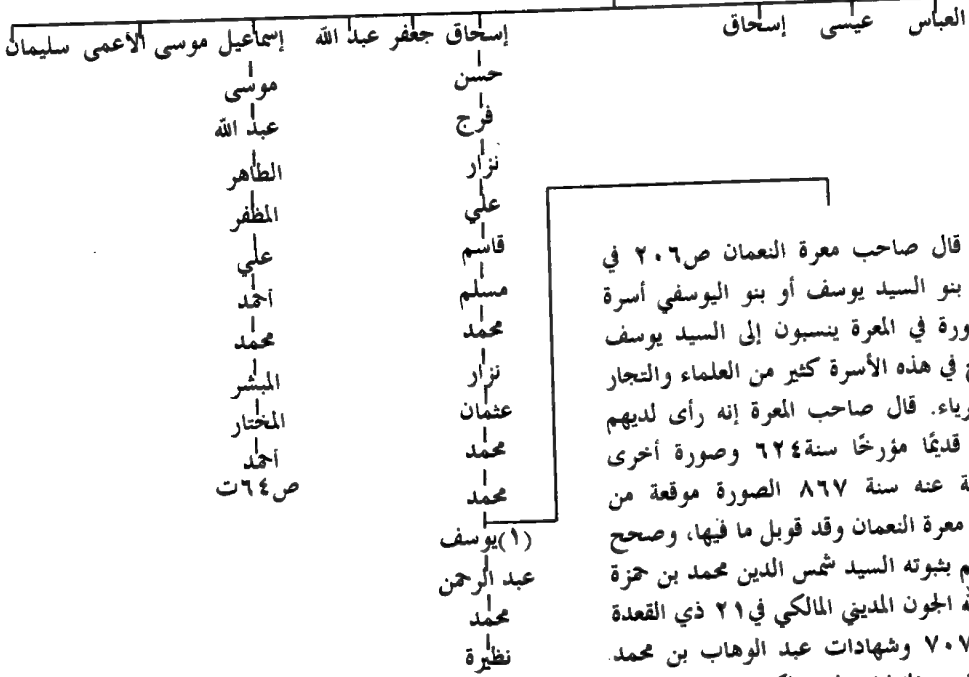 العباس عيسى إسحاق
إسحاق جعفر عبد الله إسماعيل موسى الأعمى سليمان
حسن
فرج
نزار
علي
قاسم
مسلم
محمد
نزار
عثمان
محمد
محمد
(١)يوسف
عبد الرحمن
محمد
نظيرة
موسى
عبد الله
الطاهر
المظفر
علي
أحمد
محمد
المبشر
المختار
أحمد
ص٦٤ت
قال صاحب معرة النعمان ص٢٠٦ في
بنو السيد يوسف أو بنو اليوسفي أسرة
ورة في المعرة ينسبون إلى السيد يوسف
في هذه الأسرة كثير من العلماء والتجار
رياء. قال صاحب المعرة إنه رأى لديهم
قديمًا مؤرخًا سنة٦٢٤ وصورة أخرى
ة عنه سنة ٨٦٧ الصورة موقعة من
معرة النعمان وقد قوبل ما فيها، وصحح
م بثبوته السيد شمس الدين محمد بن حمزة
الجون المديني المالكي في٢١ ذي القعدة
٧٠٧ وشهادات عبد الوهاب بن محمد